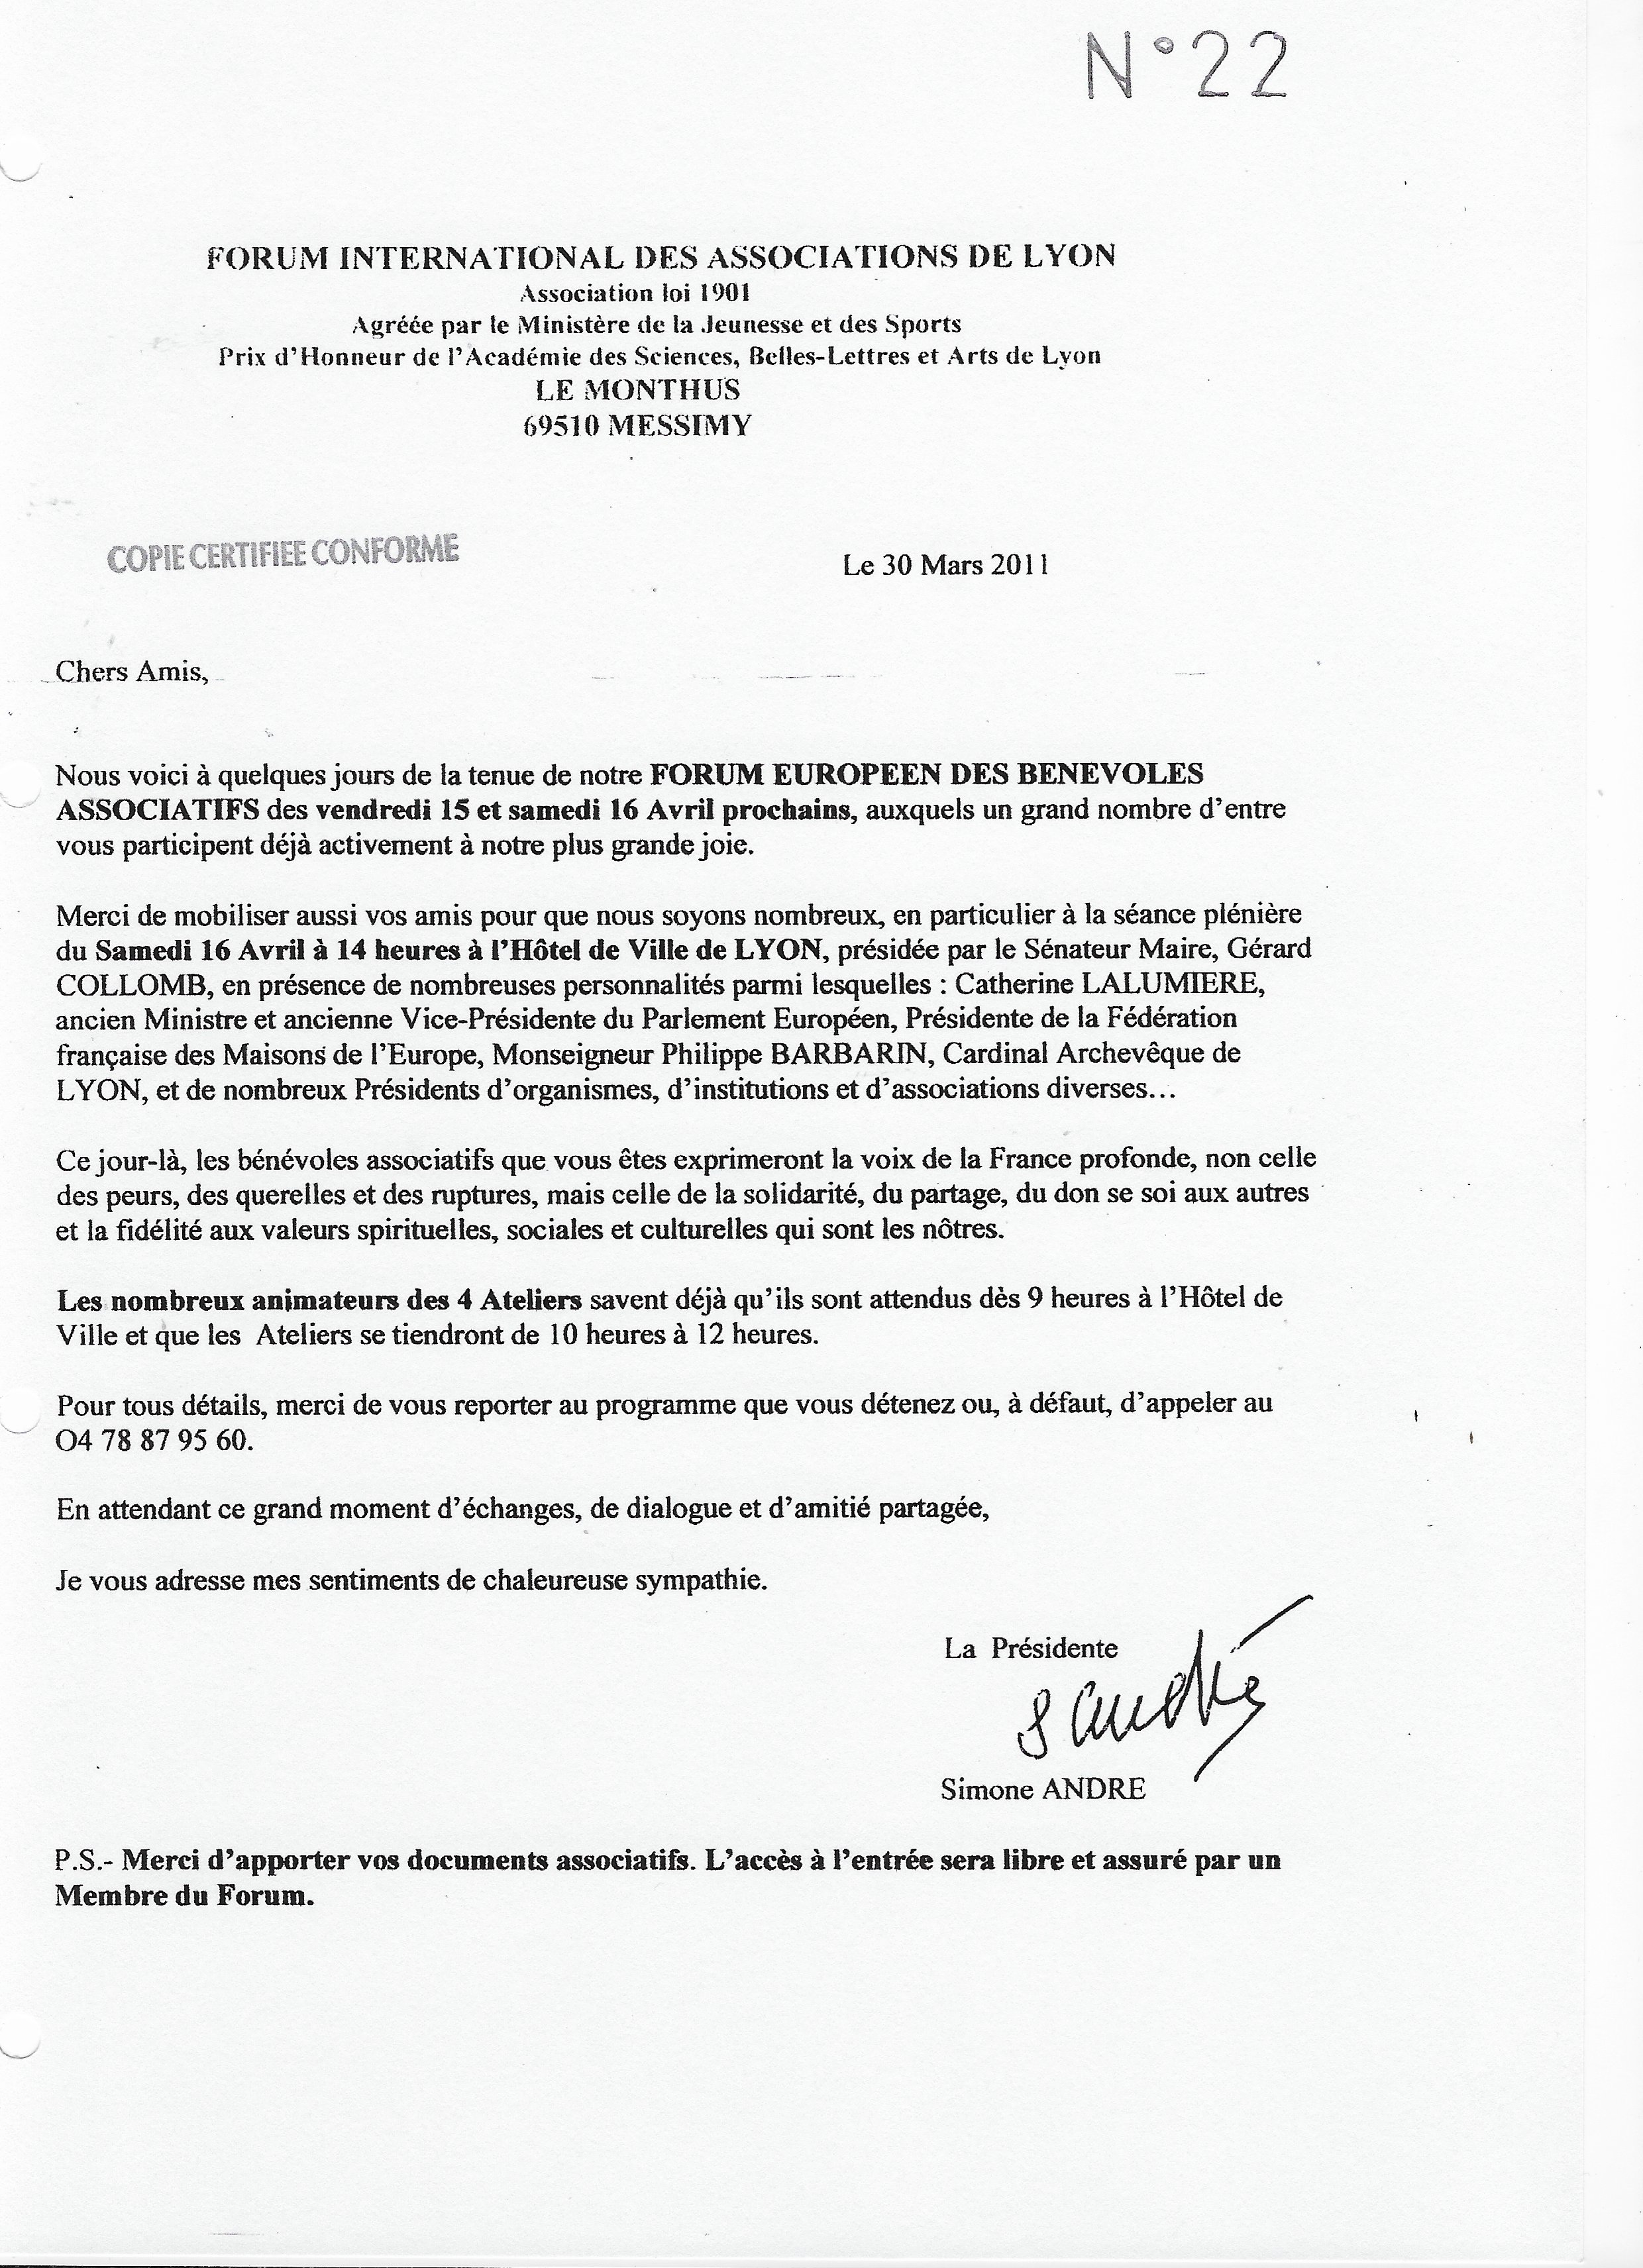 N°22
FORUM INTERNATIONAL DES ASSOCIATIONS DE LYON
Association loi 1901
Agréée par le Ministère de la Jeunesse et des Sports
Prix d'Honneur de l'Académie des Sciences, Belles-Lettres et Arts de Lyon
LE MONTHUS
69510 MESSIMY
COPIE CERTIFIEE CONFORME
Le 30 Mars 2011
Chers Amis,
Nous voici à quelques jours de la tenue de notre FORUM EUROPEEN DES BENEVOLES
ASSOCIATIFS des vendredi 15 et samedi 16 Avril prochains, auxquels un grand nombre d'entre
vous participent déjà activement à notre plus grande joie.
Merci de mobiliser aussi vos amis pour que nous soyons nombreux, en particulier à la séance plénière
du Samedi 16 Avril à 14 heures à l'Hôtel de Ville de LYON, présidée par le Sénateur Maire, Gérard
COLLOMB, en présence de nombreuses personnalités parmi lesquelles : Catherine LALUMIERE,
ancien Ministre et ancienne Vice-Présidente du Parlement Européen, Présidente de la Fédération
française des Maisons de l'Europe, Monseigneur Philippe BARBARIN, Cardinal Archevêque de
LYON, et de nombreux Présidents d'organismes, d'institutions et d'associations diverses…
Ce jour-là, les bénévoles associatifs que vous êtes exprimeront la voix de la France profonde, non celle
des peurs, des querelles et des ruptures, mais celle de la solidarité, du partage, du don se soi aux autres
et la fidélité aux valeurs spirituelles, sociales et culturelles qui sont les nôtres.
Les nombreux animateurs des 4 Ateliers savent déjà qu'ils sont attendus dès 9 heures à l'Hôtel de
Ville et que les Ateliers se tiendront de 10 heures à 12 heures.
Pour tous détails, merci de vous reporter au programme que vous détenez ou, à défaut, d'appeler au
O4 78 87 95 60.
En attendant ce grand moment d'échanges, de dialogue et d'amitié partagée,
Je vous adresse mes sentiments de chaleureuse sympathie.
La Présidente
S André
Simone ANDRE
P.S.- Merci d'apporter vos documents associatifs. L'accès à l'entrée sera libre et assuré par un
Membre du Forum.